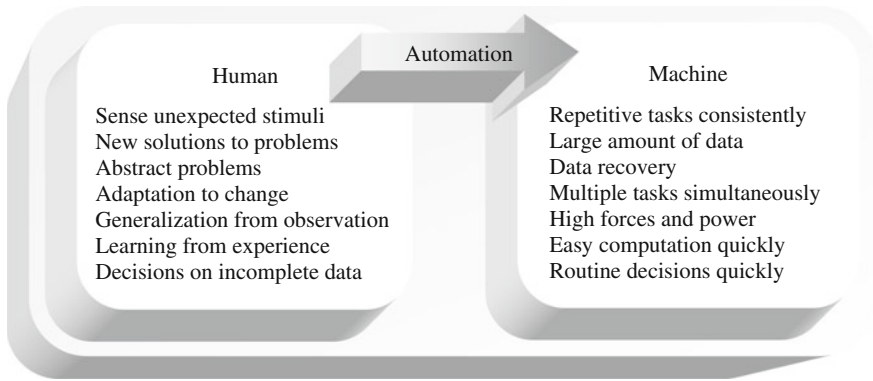 Automation
Human
Sense unexpected stimuli
New solutions to problems
Abstract problems
Adaptation to change
Generalization from observation
Learning from experience
Decisions on incomplete data
Machine
Repetitive tasks consistently
Large amount of data
Data recovery
Multiple tasks simultaneously
High forces and power
Easy computation quickly
Routine decisions quickly